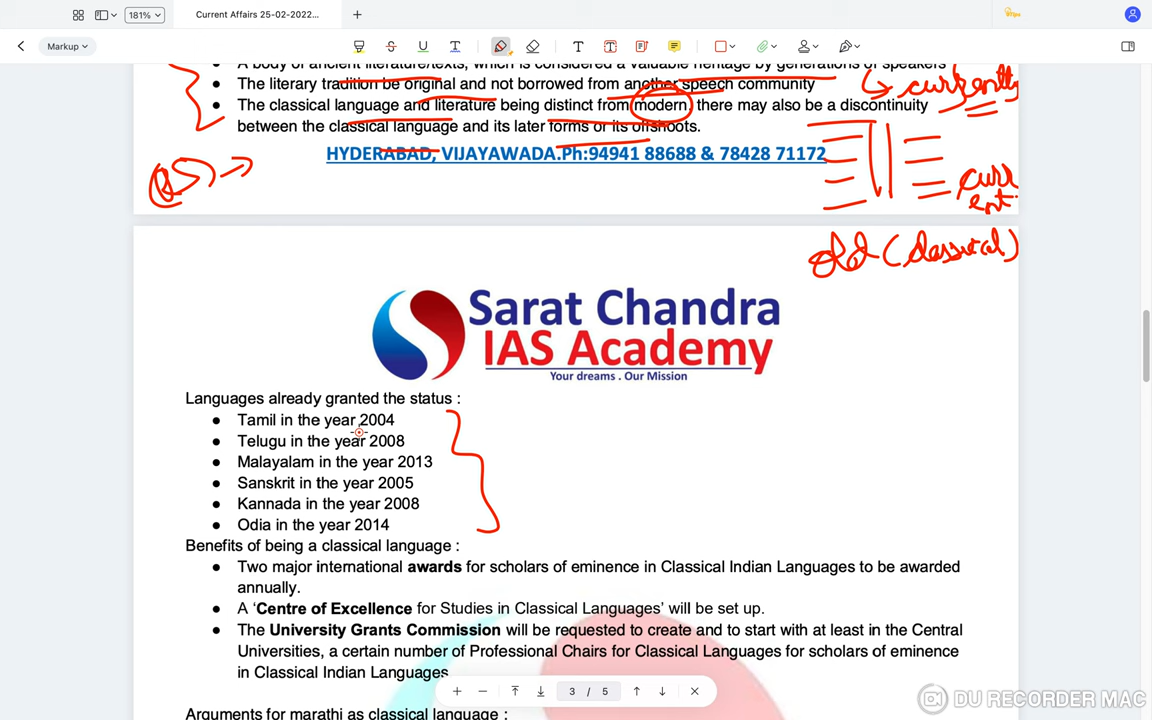 181%
Current Affairs 25-02-2022...
Markup
A body of ancient literature/texts, which is considered a valuable heritage by generations of speakers
The literary tradition be original and not borrowed from another speech community
currently
The classical language and literature being distinct from modern, there may also be a discontinuity
between the classical language and its later forms or its offshoots.
HYDERABAD, VIJAYAWADA.Ph:94941 88688 & 78428 71172
curr
ent
old (classical)
Sarat Chandra
IAS Academy
Your dreams . Our Mission
Languages already granted the status :
● Tamil in the year 2004
● Telugu in the year 2008
● Malayalam in the year 2013
● Sanskrit in the year 2005
● Kannada in the year 2008
● Odia in the year 2014
Benefits of being a classical language :
● Two major international awards for scholars of eminence in Classical Indian Languages to be awarded
annually.
● A ‘Centre of Excellence for Studies in Classical Languages’ will be set up.
● The University Grants Commission will be requested to create and to start with at least in the Central
Universities, a certain number of Professional Chairs for Classical Languages for scholars of eminence
in Classical Indian Languages
3 / 5
Arguments for marathi as classical language :
DU RECORDER MAC